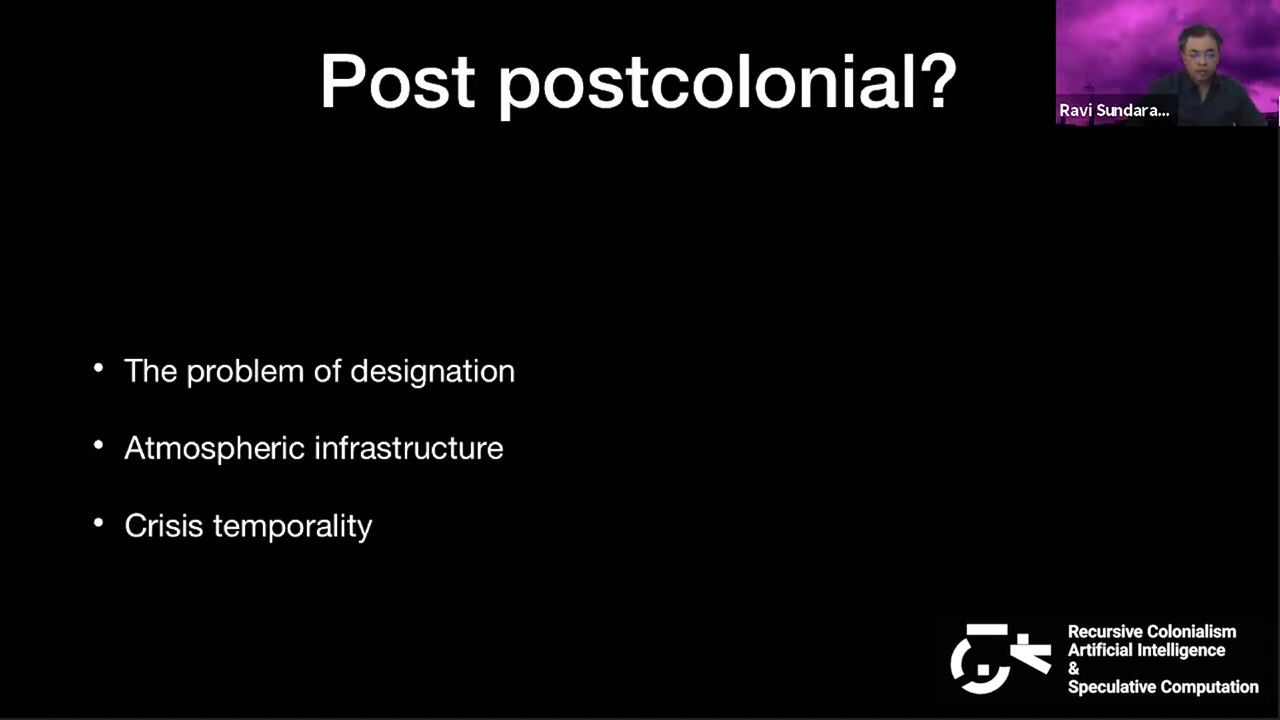 Post postcolonial?
Ravi Sundara...
• The problem of designation
• Atmospheric infrastructure
• Crisis temporality
Recursive Colonialism
Artificial Intelligence
&
Speculative Computation